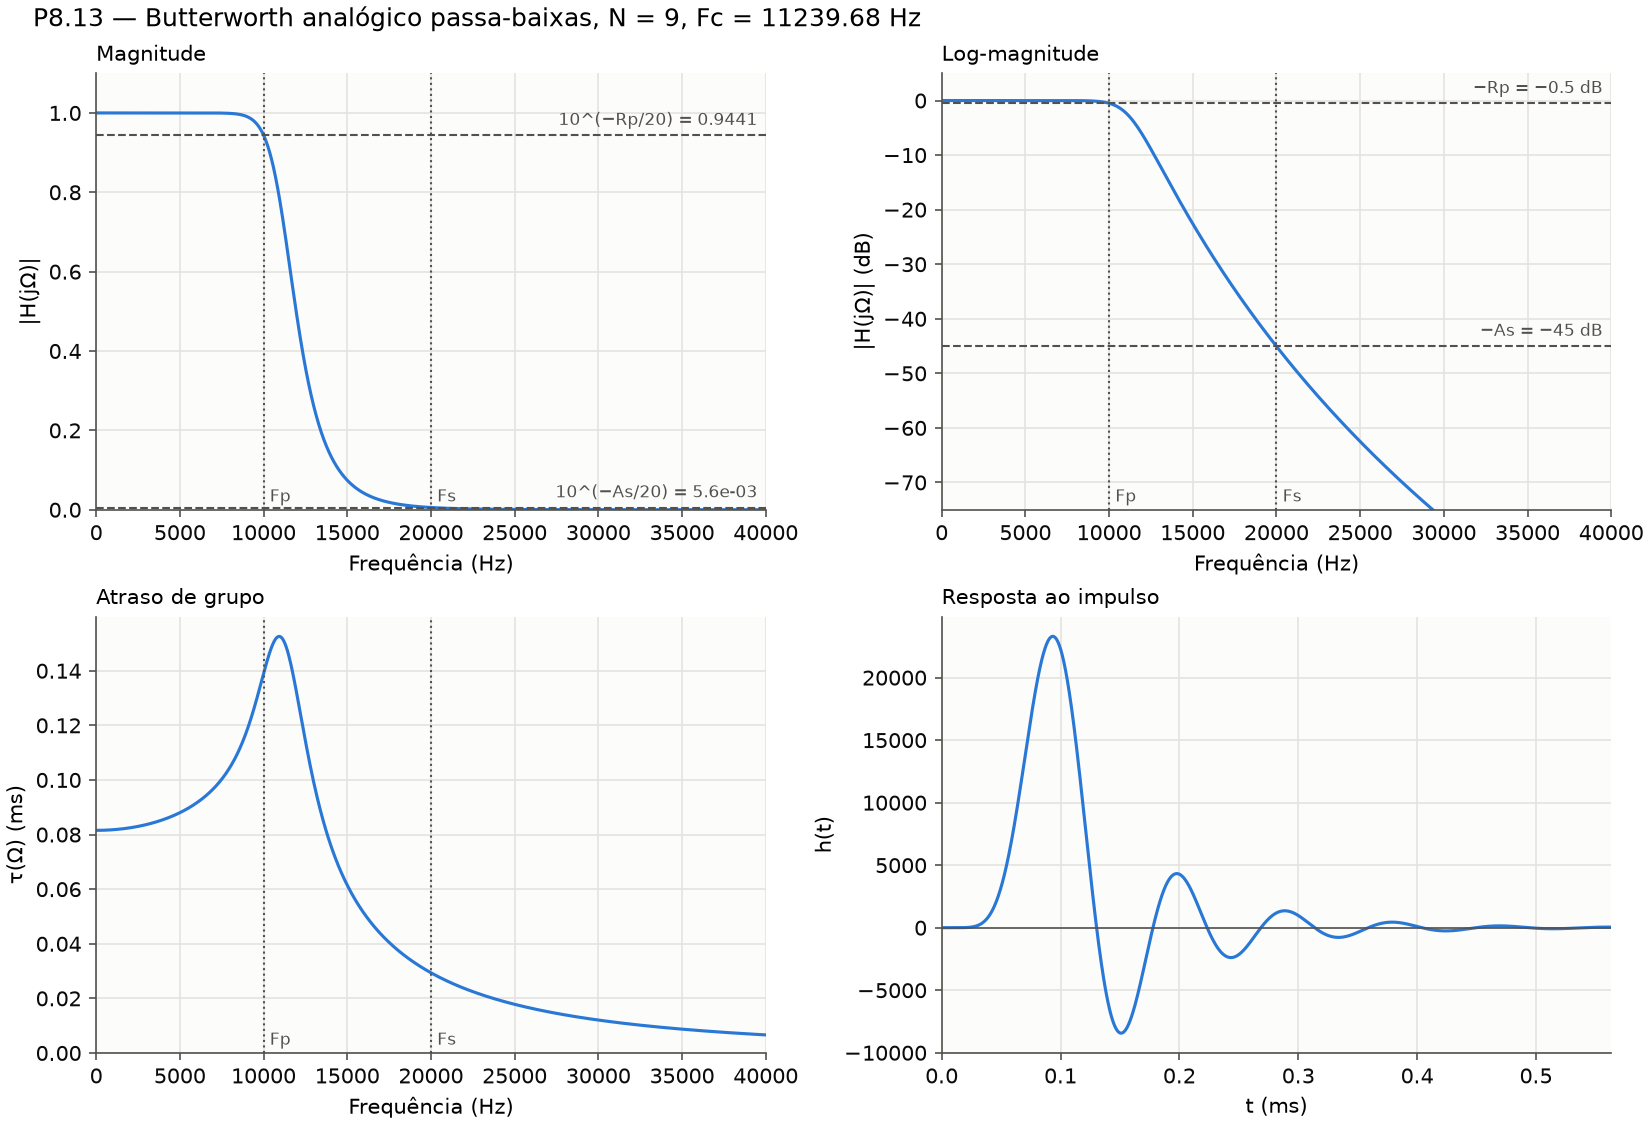 P8.13 — Butterworth analógico passa-baixas, N = 9, Fc = 11239.68 Hz
Magnitude
|H(jΩ)|
1.0
0.8
0.6
0.4
0.2
0.0
10^(−Rp/20) = 0.9441
10^(−As/20) = 5.6e-03
Fp
Fs
0 5000 10000 15000 20000 25000 30000 35000 40000
Frequência (Hz)
Log-magnitude
|H(jΩ)| (dB)
0
−10
−20
−30
−40
−50
−60
−70
−Rp = −0.5 dB
−As = −45 dB
Fp
Fs
0 5000 10000 15000 20000 25000 30000 35000 40000
Frequência (Hz)
Atraso de grupo
τ(Ω) (ms)
0.14
0.12
0.10
0.08
0.06
0.04
0.02
0.00
Fp
Fs
0 5000 10000 15000 20000 25000 30000 35000 40000
Frequência (Hz)
Resposta ao impulso
h(t)
20000
15000
10000
5000
0
−5000
−10000
0.0 0.1 0.2 0.3 0.4 0.5
t (ms)